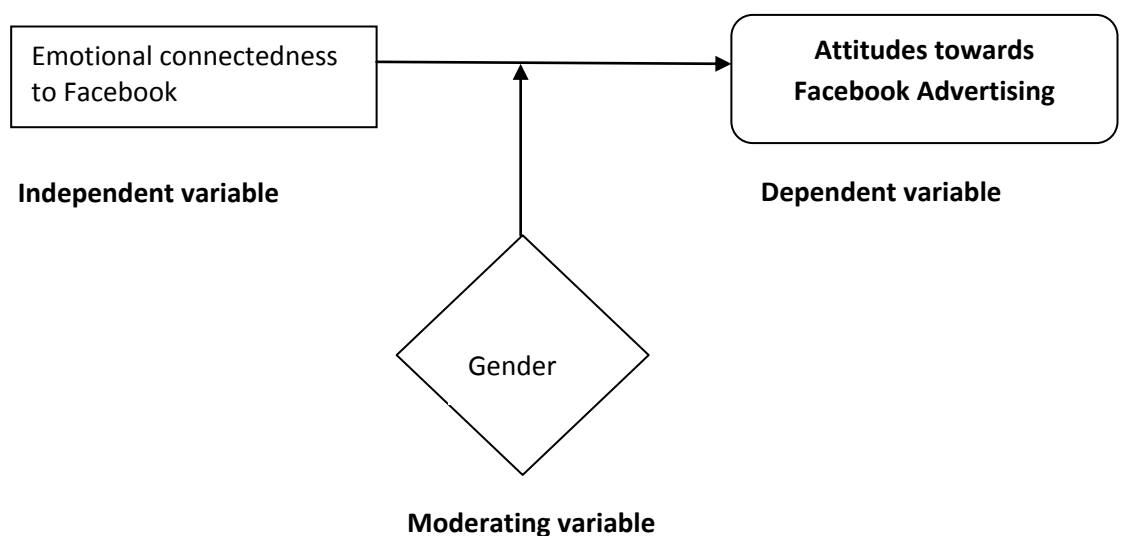 Emotional connectedness
to Facebook
Attitudes towards
Facebook Advertising
Independent variable
Dependent variable
Gender
Moderating variable